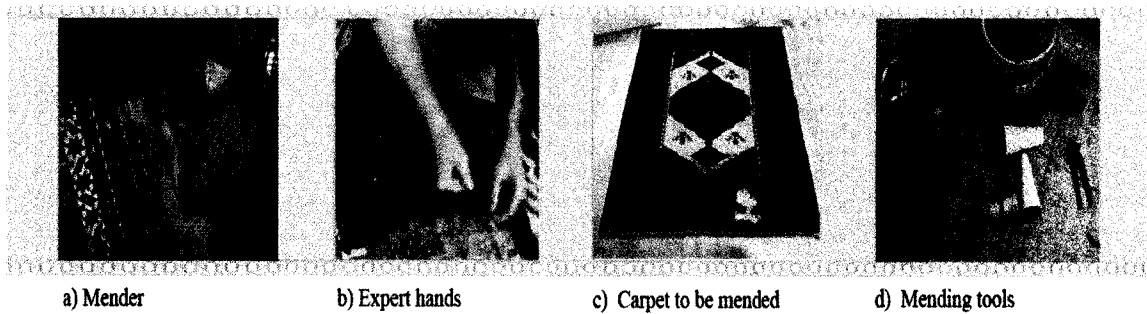 a) Mender
b) Expert hands
c) Carpet to be mended
d) Mending tools